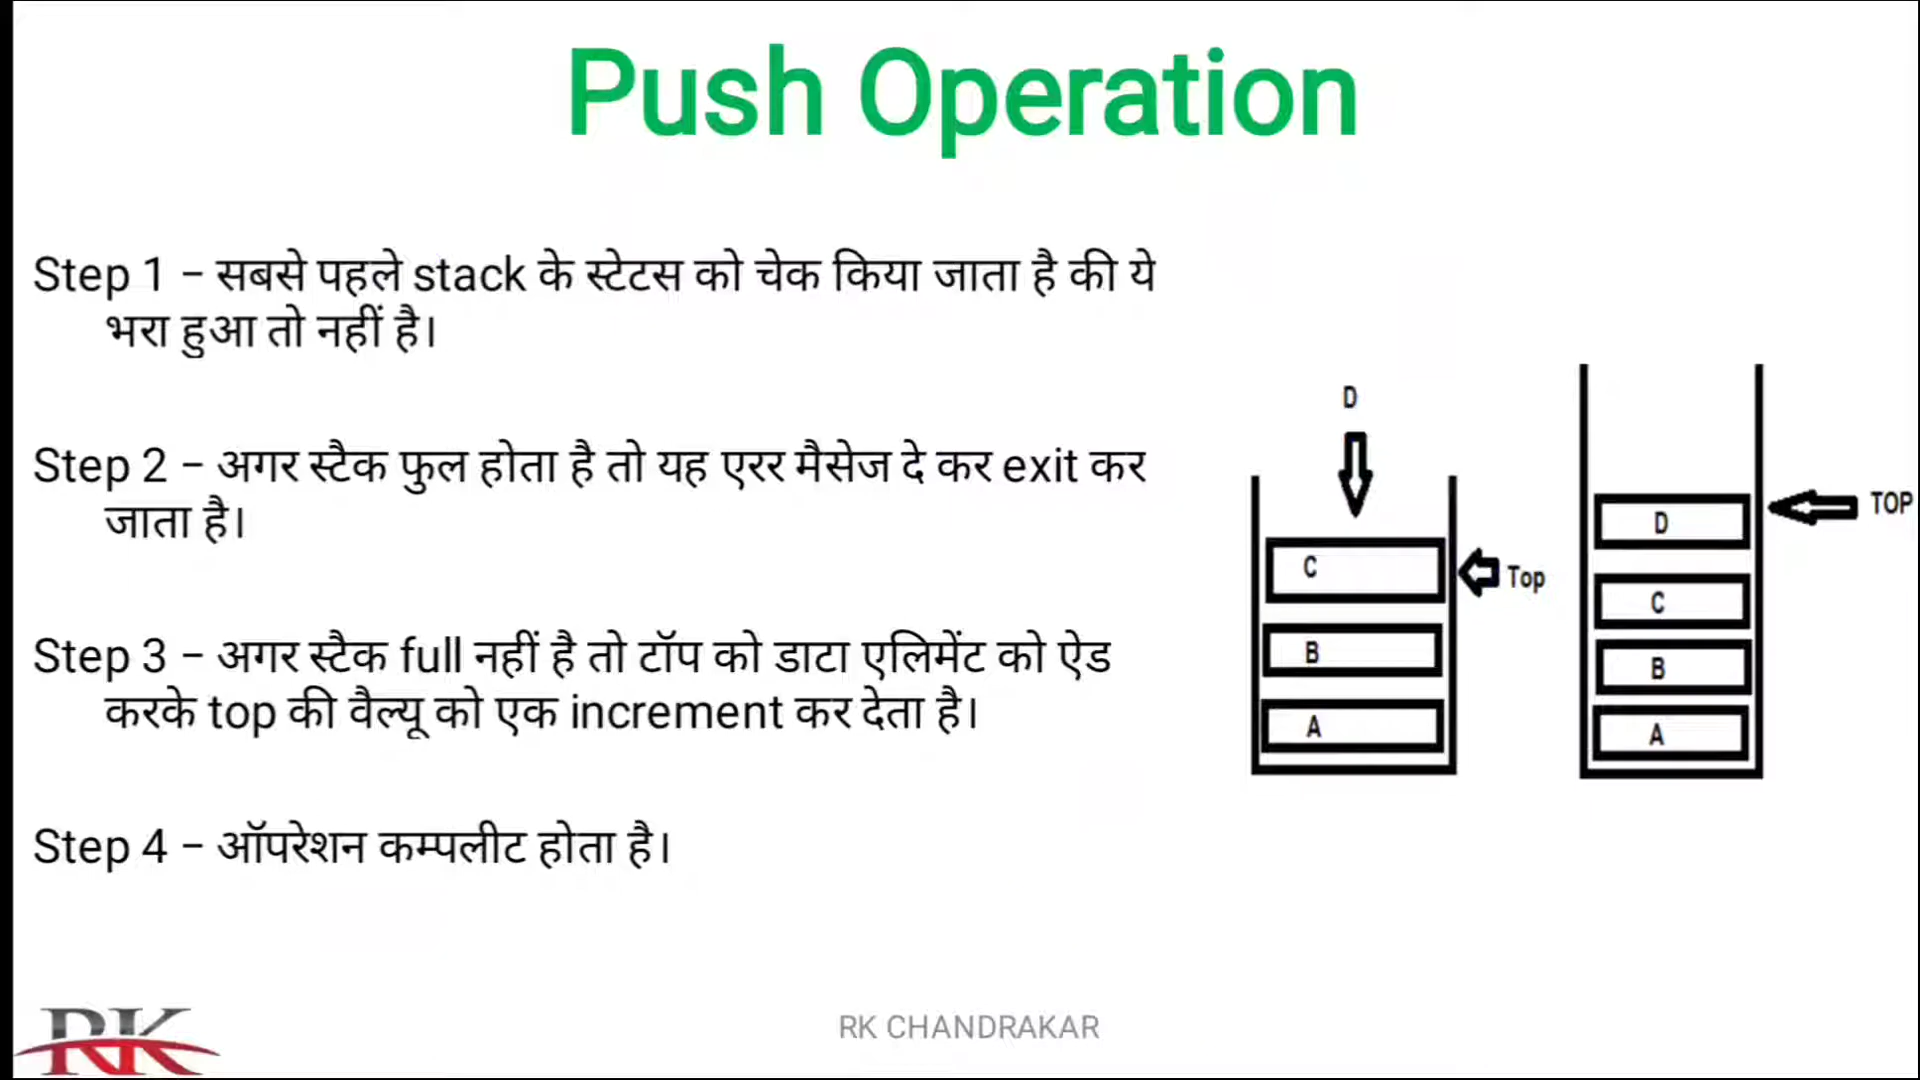 Push Operation
Step 1 – सबसे पहले stack के स्टेटस को चेक किया जाता है की ये
भरा हुआ तो नहीं है।
Step 2 – अगर स्टैक फुल होता है तो यह एरर मैसेज दे कर exit कर
जाता है।
Step 3 – अगर स्टैक full नहीं है तो टॉप को डाटा एलिमेंट को ऐड
करके top की वैल्यू को एक increment कर देता है।
Step 4 – ऑपरेशन कम्पलीट होता है।
D
C
Top
B
A
D
TOP
C
B
A
RK
RK CHANDRAKAR